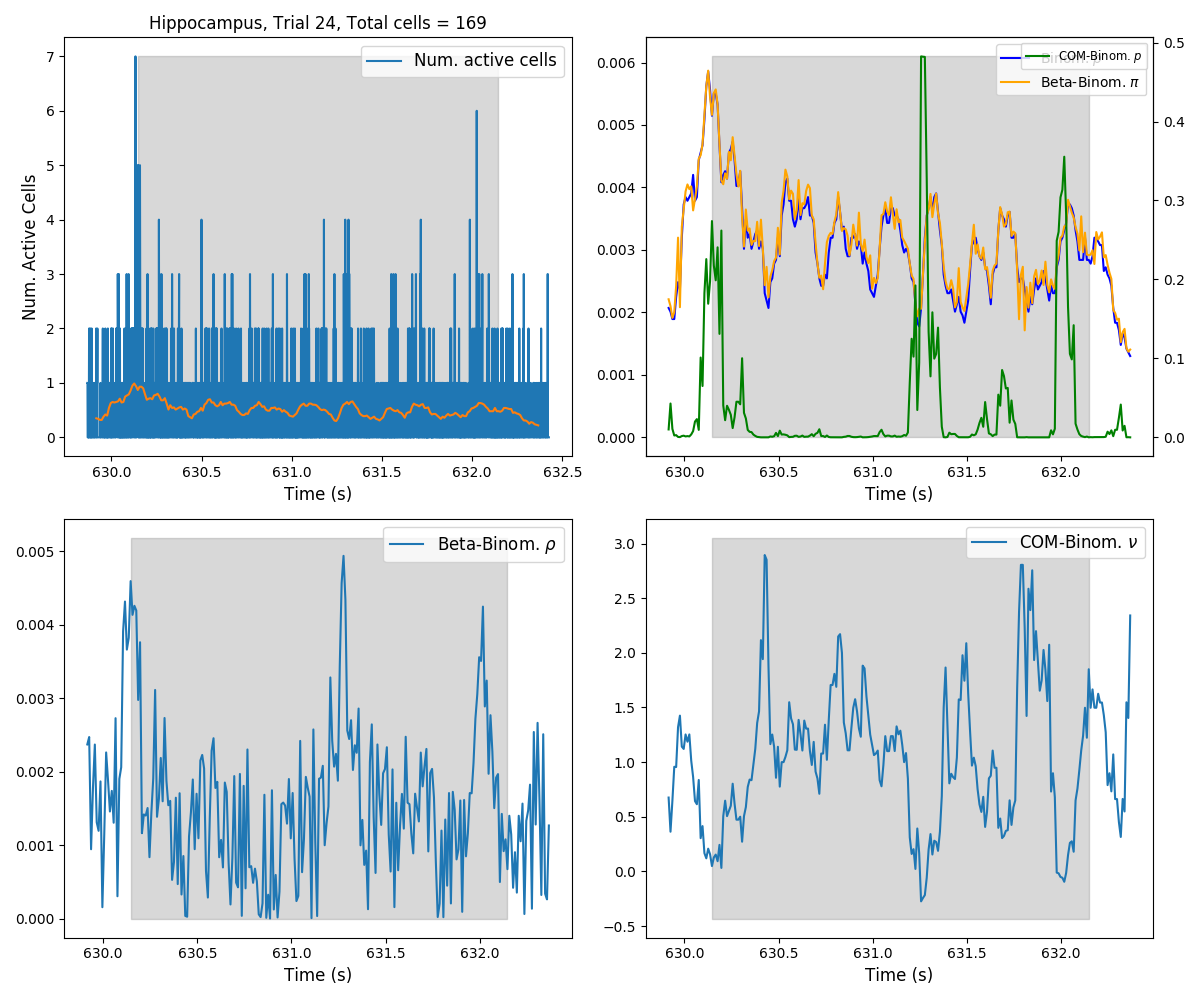 Hippocampus, Trial 24, Total cells = 169
Num. active cells
Num. Active Cells
7
6
5
4
3
2
1
0
630.0 630.5 631.0 631.5 632.0 632.5
Time (s)
COM-Binom. p
Beta-Binom. π
0.006
0.005
0.004
0.003
0.002
0.001
0.000
0.5
0.4
0.3
0.2
0.1
0.0
630.0 630.5 631.0 631.5 632.0
Time (s)
Beta-Binom. ρ
0.005
0.004
0.003
0.002
0.001
0.000
630.0 630.5 631.0 631.5 632.0
Time (s)
COM-Binom. ν
3.0
2.5
2.0
1.5
1.0
0.5
0.0
−0.5
630.0 630.5 631.0 631.5 632.0
Time (s)